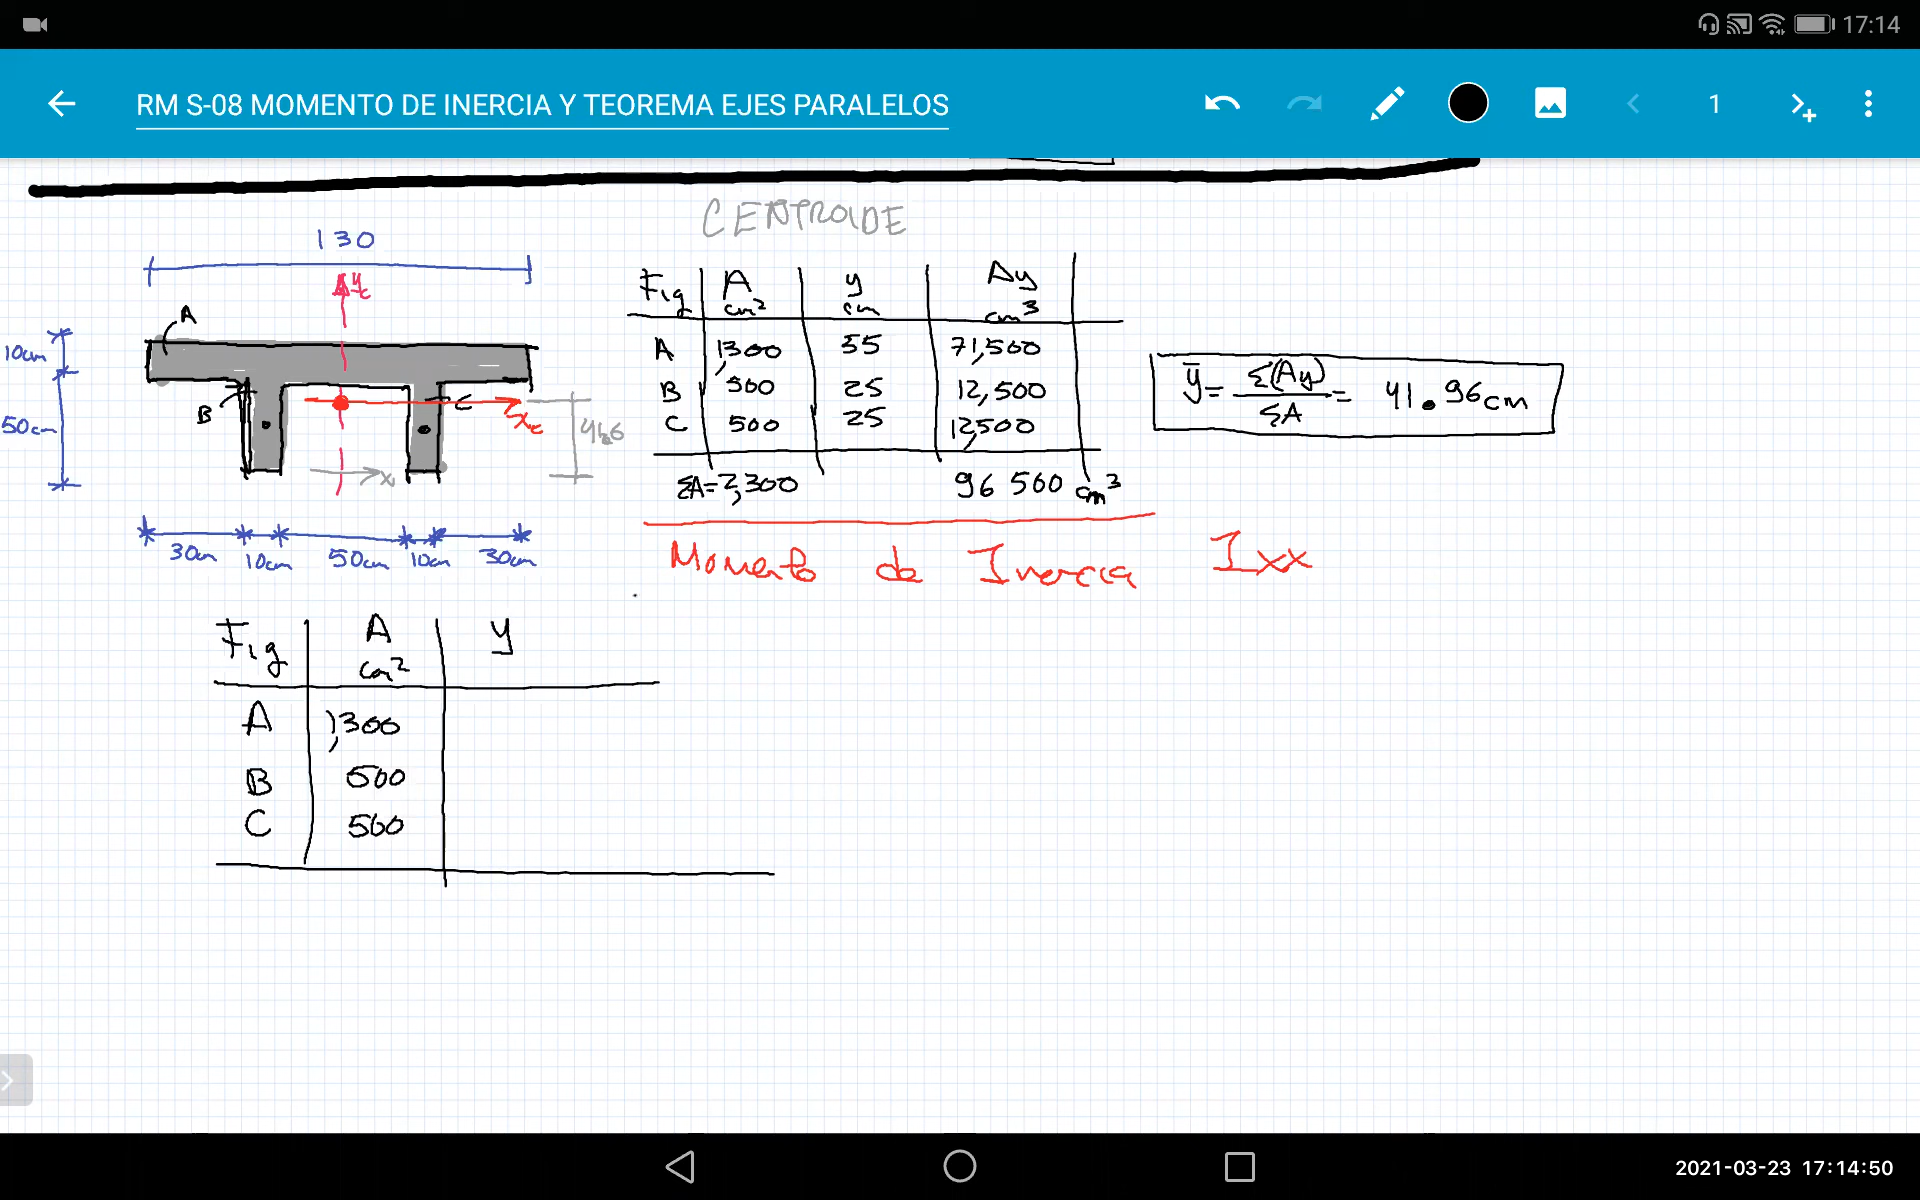 17:14
RM S-08 MOMENTO DE INERCIA Y TEOREMA EJES PARALELOS
1
CENTROIDE
130
yc
A
10cm
50cm
B
C
xc
x
30cm 10cm 50cm 10cm 30cm
Fig A cm² y cm Ay cm³
A 1,300 55 71,500
B 500 25 12,500
C 500 25 12,500
ΣA=2,300 96 500 cm³
y̅ = Σ(Ay) / ΣA = 41.96cm
Momento de Inercia Ixx
Fig A cm² y
A 1,300
B 500
C 500
2021-03-23 17:14:50